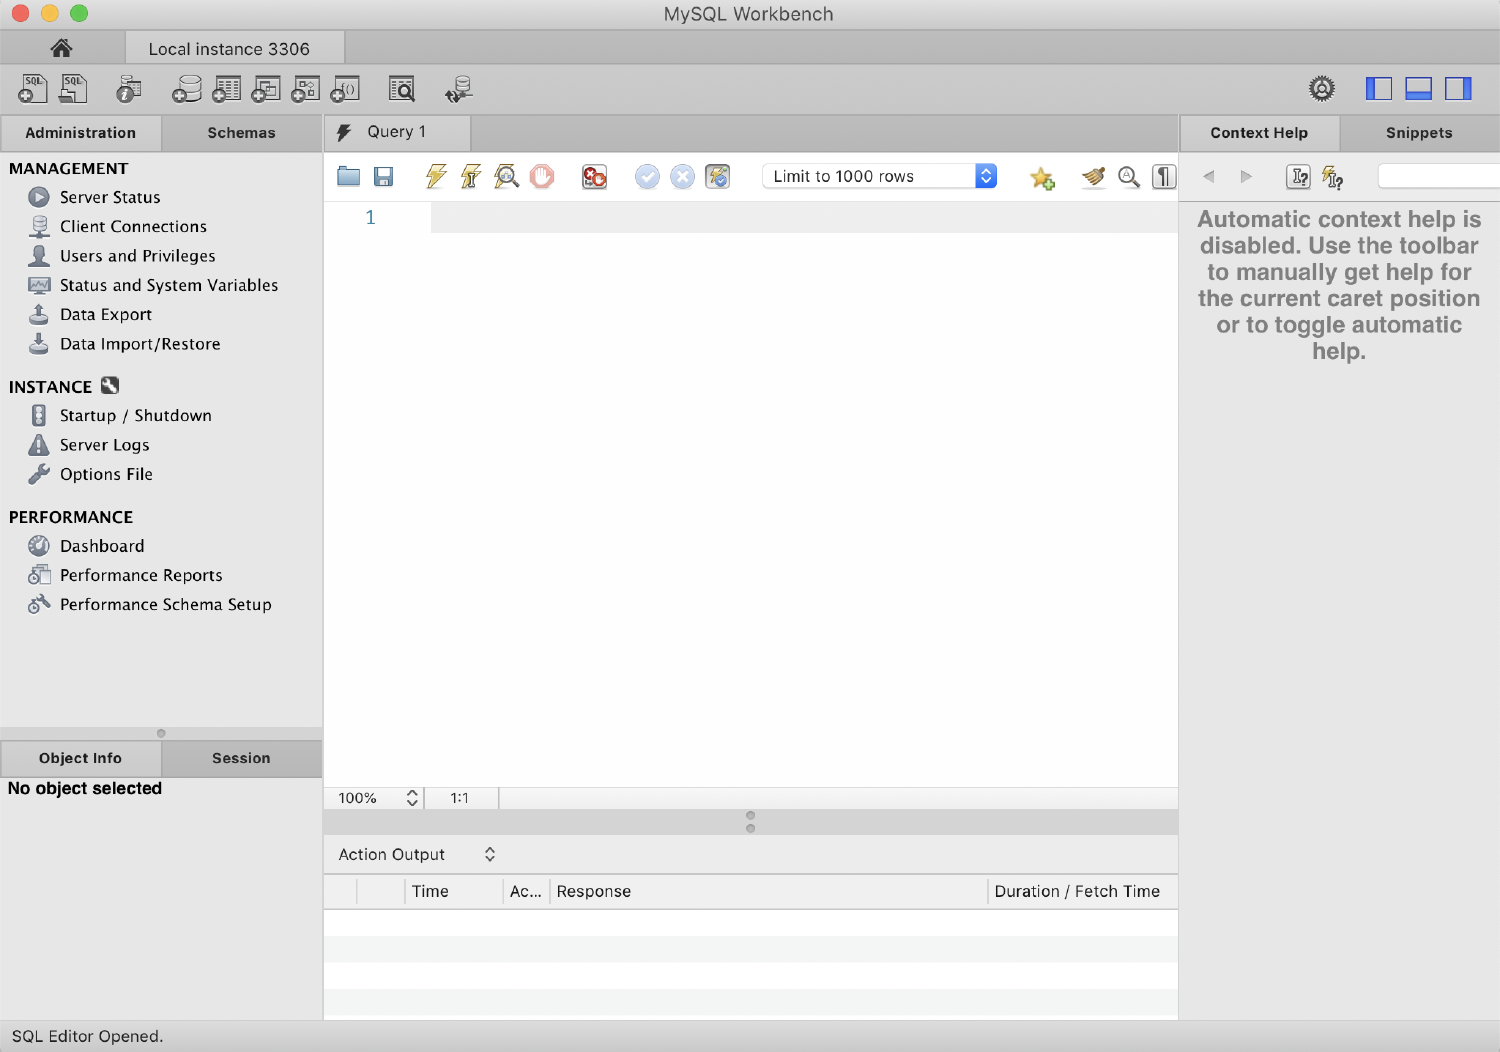 MySQL Workbench
Local instance 3306
SQL
SQL
Administration
Schemas
Query 1
Context Help
Snippets
MANAGEMENT
Server Status
Client Connections
Users and Privileges
Status and System Variables
Data Export
Data Import/Restore
INSTANCE
Startup / Shutdown
Server Logs
Options File
PERFORMANCE
Dashboard
Performance Reports
Performance Schema Setup
Object Info
Session
No object selected
Limit to 1000 rows
1
100%
1:1
Action Output
Time
Ac...
Response
Duration / Fetch Time
Automatic context help is
disabled. Use the toolbar
to manually get help for
the current caret position
or to toggle automatic
help.
SQL Editor Opened.